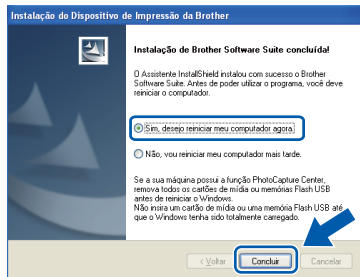 Instalação do Dispositivo de Impressão da Brother
Instalação de Brother Software Suite concluída!
O Assistente InstallShield instalou com sucesso o Brother
Software Suite. Antes de poder utilizar o programa, você deve
reiniciar o computador.
Sim, desejo reiniciar meu computador agora.
Não, vou reiniciar meu computador mais tarde.
Se a sua máquina possui a função PhotoCapture Center,
remova todos os cartões de mídia ou memórias Flash USB
antes de reiniciar o Windows.
Não insira um cartão de mídia ou uma memória Flash USB até
que o Windows tenha sido totalmente carregado.
< Voltar
Concluir
Cancelar